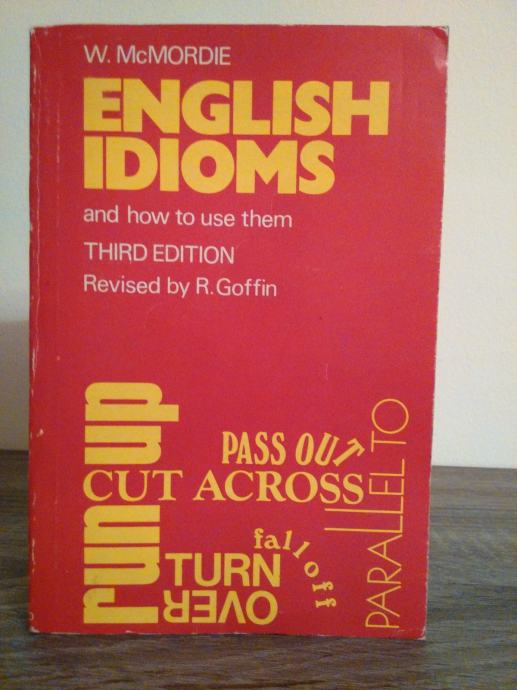 W. McMORDIE
ENGLISH
IDIOMS
and how to use them
THIRD EDITION
Revised by R.Goffin
run up
PASS OUT
CUT ACROSS
PARALLEL TO
fall off
TURN
OVER